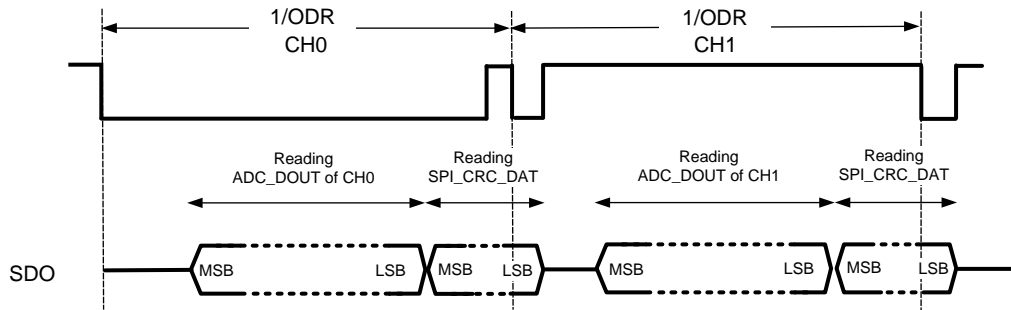 1/ODR
CH0
1/ODR
CH1
Reading
ADC_DOUT of CH0
Reading
SPI_CRC_DAT
Reading
ADC_DOUT of CH1
Reading
SPI_CRC_DAT
SDO
MSB
LSB
MSB
LSB
MSB
LSB
MSB
LSB